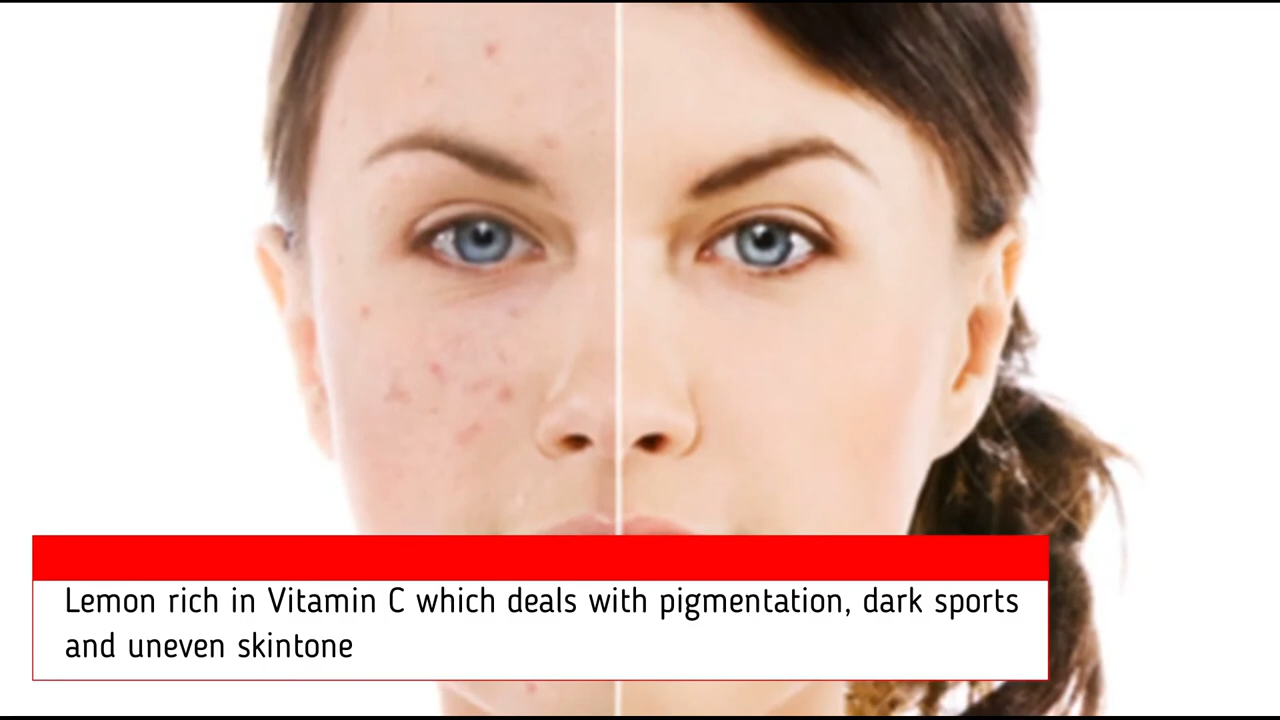 Lemon rich in Vitamin C which deals with pigmentation, dark sports
and uneven skintone